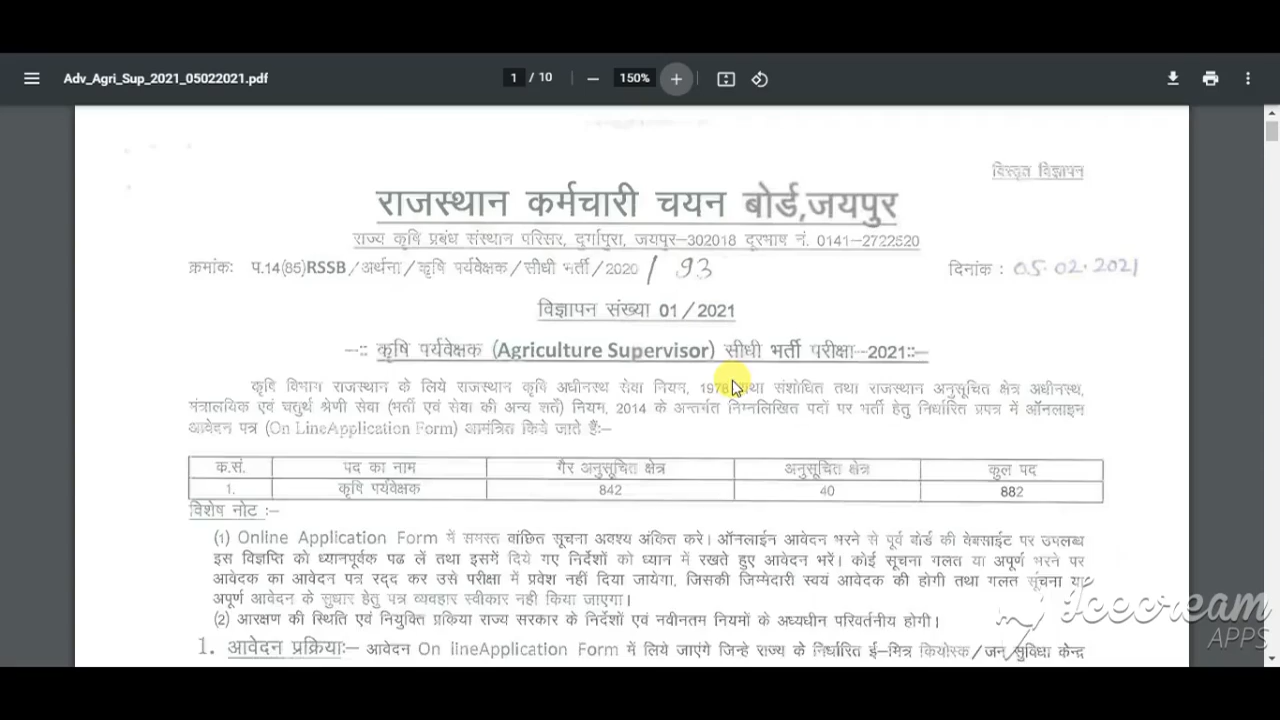 Adv_Agri_Sup_2021_05022021.pdf 1 / 10 150%
विस्तृत विज्ञापन
राजस्थान कर्मचारी चयन बोर्ड,जयपुर
राज्य कृषि प्रबंध संस्थान परिसर, दुर्गापुरा, जयपुर–302018 दूरभाष नं. 0141–2722520
क्रमांकः प.14(85)RSSB/अर्थना/कृषि पर्यवेक्षक/सीधी भर्ती/2020 / 93 दिनांक : 05.02.2021
विज्ञापन संख्या 01/2021
–:: कृषि पर्यवेक्षक (Agriculture Supervisor) सीधी भर्ती परीक्षा–2021::–
कृषि विभाग राजस्थान के लिये राजस्थान कृषि अधीनस्थ सेवा नियम, 1978 यथा संशोधित तथा राजस्थान अनुसूचित क्षेत्र अधीनस्थ,
मंत्रालयिक एवं चतुर्थ श्रेणी सेवा (भर्ती एवं सेवा की अन्य शर्तें) नियम, 2014 के अन्तर्गत निम्नलिखित पदों पर भर्ती हेतु निर्धारित प्रपत्र में ऑनलाइन
आवेदन पत्र (On LineApplication Form) आमंत्रित किये जाते हैः–
क.सं. पद का नाम गैर अनुसूचित क्षेत्र अनुसूचित क्षेत्र कुल पद
1. कृषि पर्यवेक्षक 842 40 882
विशेष नोट :–
(1) Online Application Form में समस्त वांछित सूचना अवश्य अंकित करे। ऑनलाईन आवेदन भरने से पूर्व बोर्ड की वेबसाईट पर उपलब्ध
इस विज्ञप्ति को ध्यानपूर्वक पढ लें तथा इसमें दिये गए निर्देशों को ध्यान में रखते हुए आवेदन भरें। कोई सूचना गलत या अपूर्ण भरने पर
आवेदक का आवेदन पत्र रद्द कर उसे परीक्षा में प्रवेश नहीं दिया जायेगा, जिसकी जिम्मेदारी स्वयं आवेदक की होगी तथा गलत सूचना या
अपूर्ण आवेदन के सुधार हेतु पत्र व्यवहार स्वीकार नही किया जाएगा।
(2) आरक्षण की स्थिति एवं नियुक्ति प्रक्रिया राज्य सरकार के निर्देशों एवं नवीनतम नियमों के अध्यधीन परिवर्तनीय होगी।
1. आवेदन प्रक्रियाः– आवेदन On lineApplication Form में लिये जाएंगे जिन्हे राज्य के निर्धारित ई–मित्र कियोस्क/जन सुविधा केन्द्र
Icecream
APPS